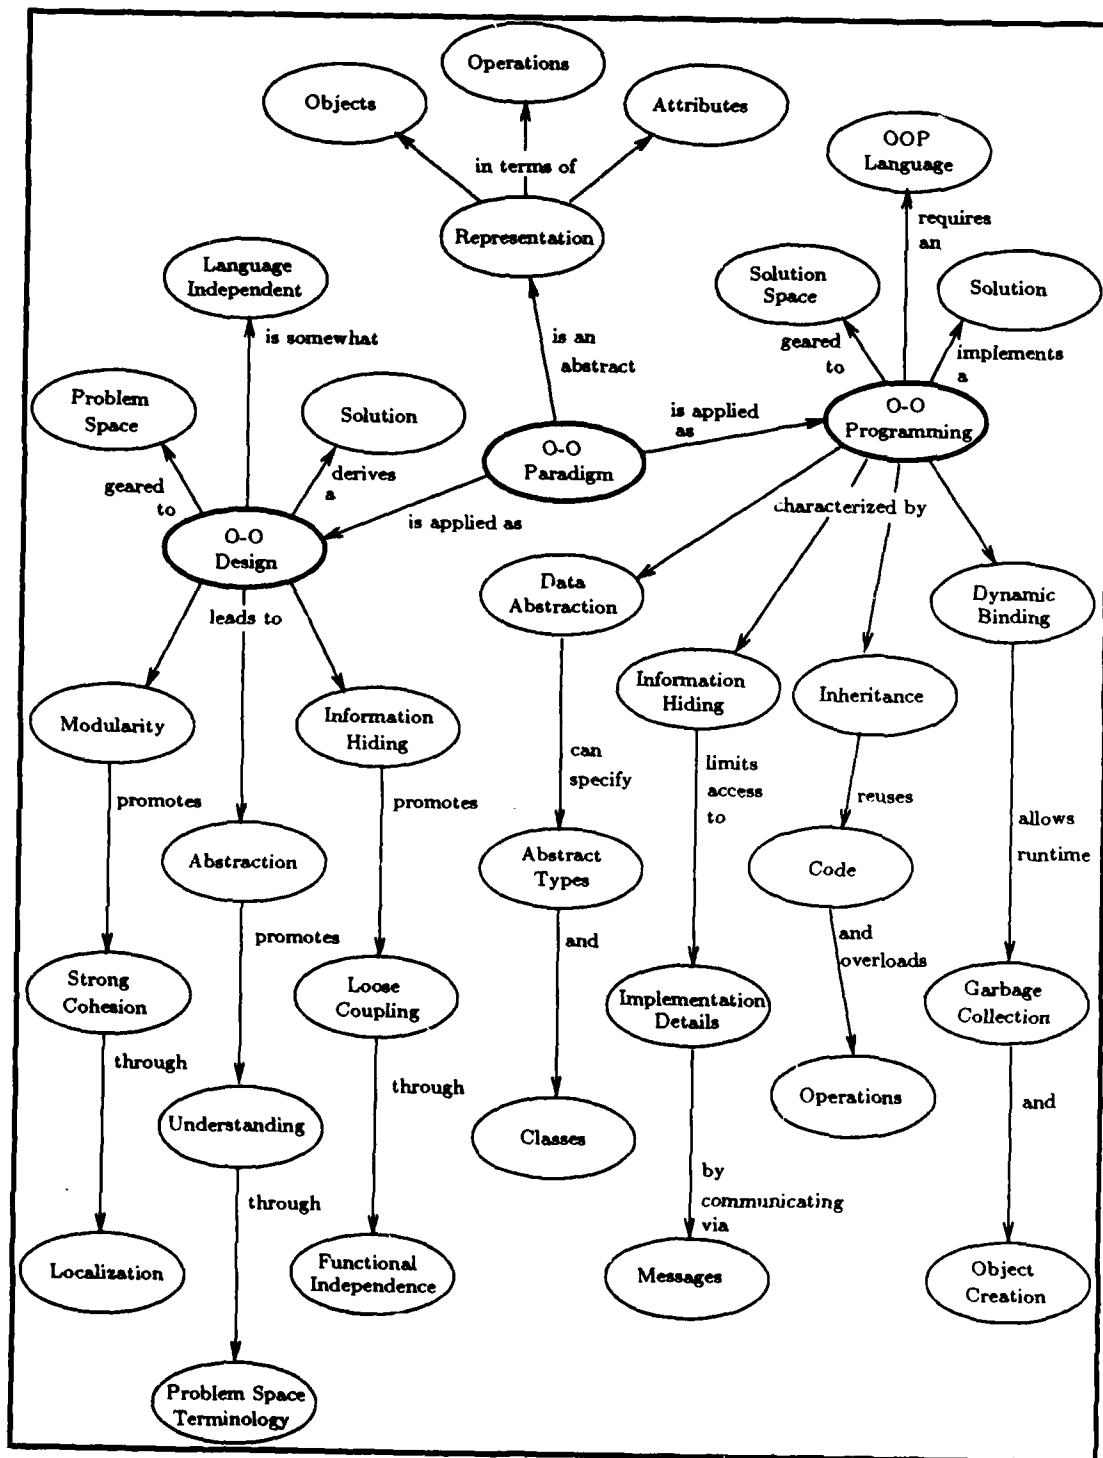 Operations
Objects
Attributes
OOP
Language
in terms of
requires
an
Representation
Language
Independent
Solution
Space
Solution
is somewhat
is an
abstract
geared
to
implements
a
Problem
Space
Solution
is applied
as
O-O
Programming
O-O
Paradigm
derives
a
geared
to
is applied as
characterized by
O-O
Design
Data
Abstraction
Dynamic
Binding
leads to
Modularity
Information
Hiding
Information
Hiding
Inheritance
can
specify
limits
access
to
promotes
promotes
reuses
allows
runtime
Abstraction
Abstract
Types
Code
promotes
and
and
overloads
Strong
Cohesion
Loose
Coupling
Implementation
Details
Garbage
Collection
through
through
Operations
and
Understanding
Classes
through
by
communicating
via
Localization
Functional
Independence
Messages
Object
Creation
Problem Space
Terminology